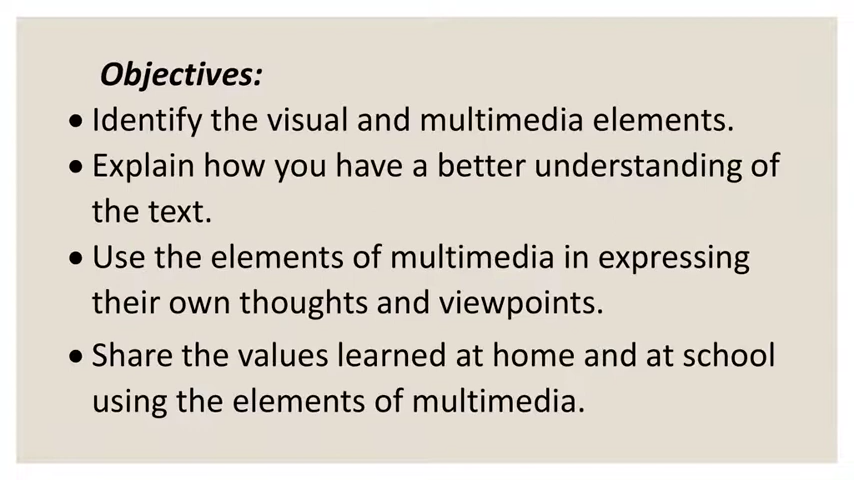 Objectives:
• Identify the visual and multimedia elements.
• Explain how you have a better understanding of
the text.
• Use the elements of multimedia in expressing
their own thoughts and viewpoints.
• Share the values learned at home and at school
using the elements of multimedia.